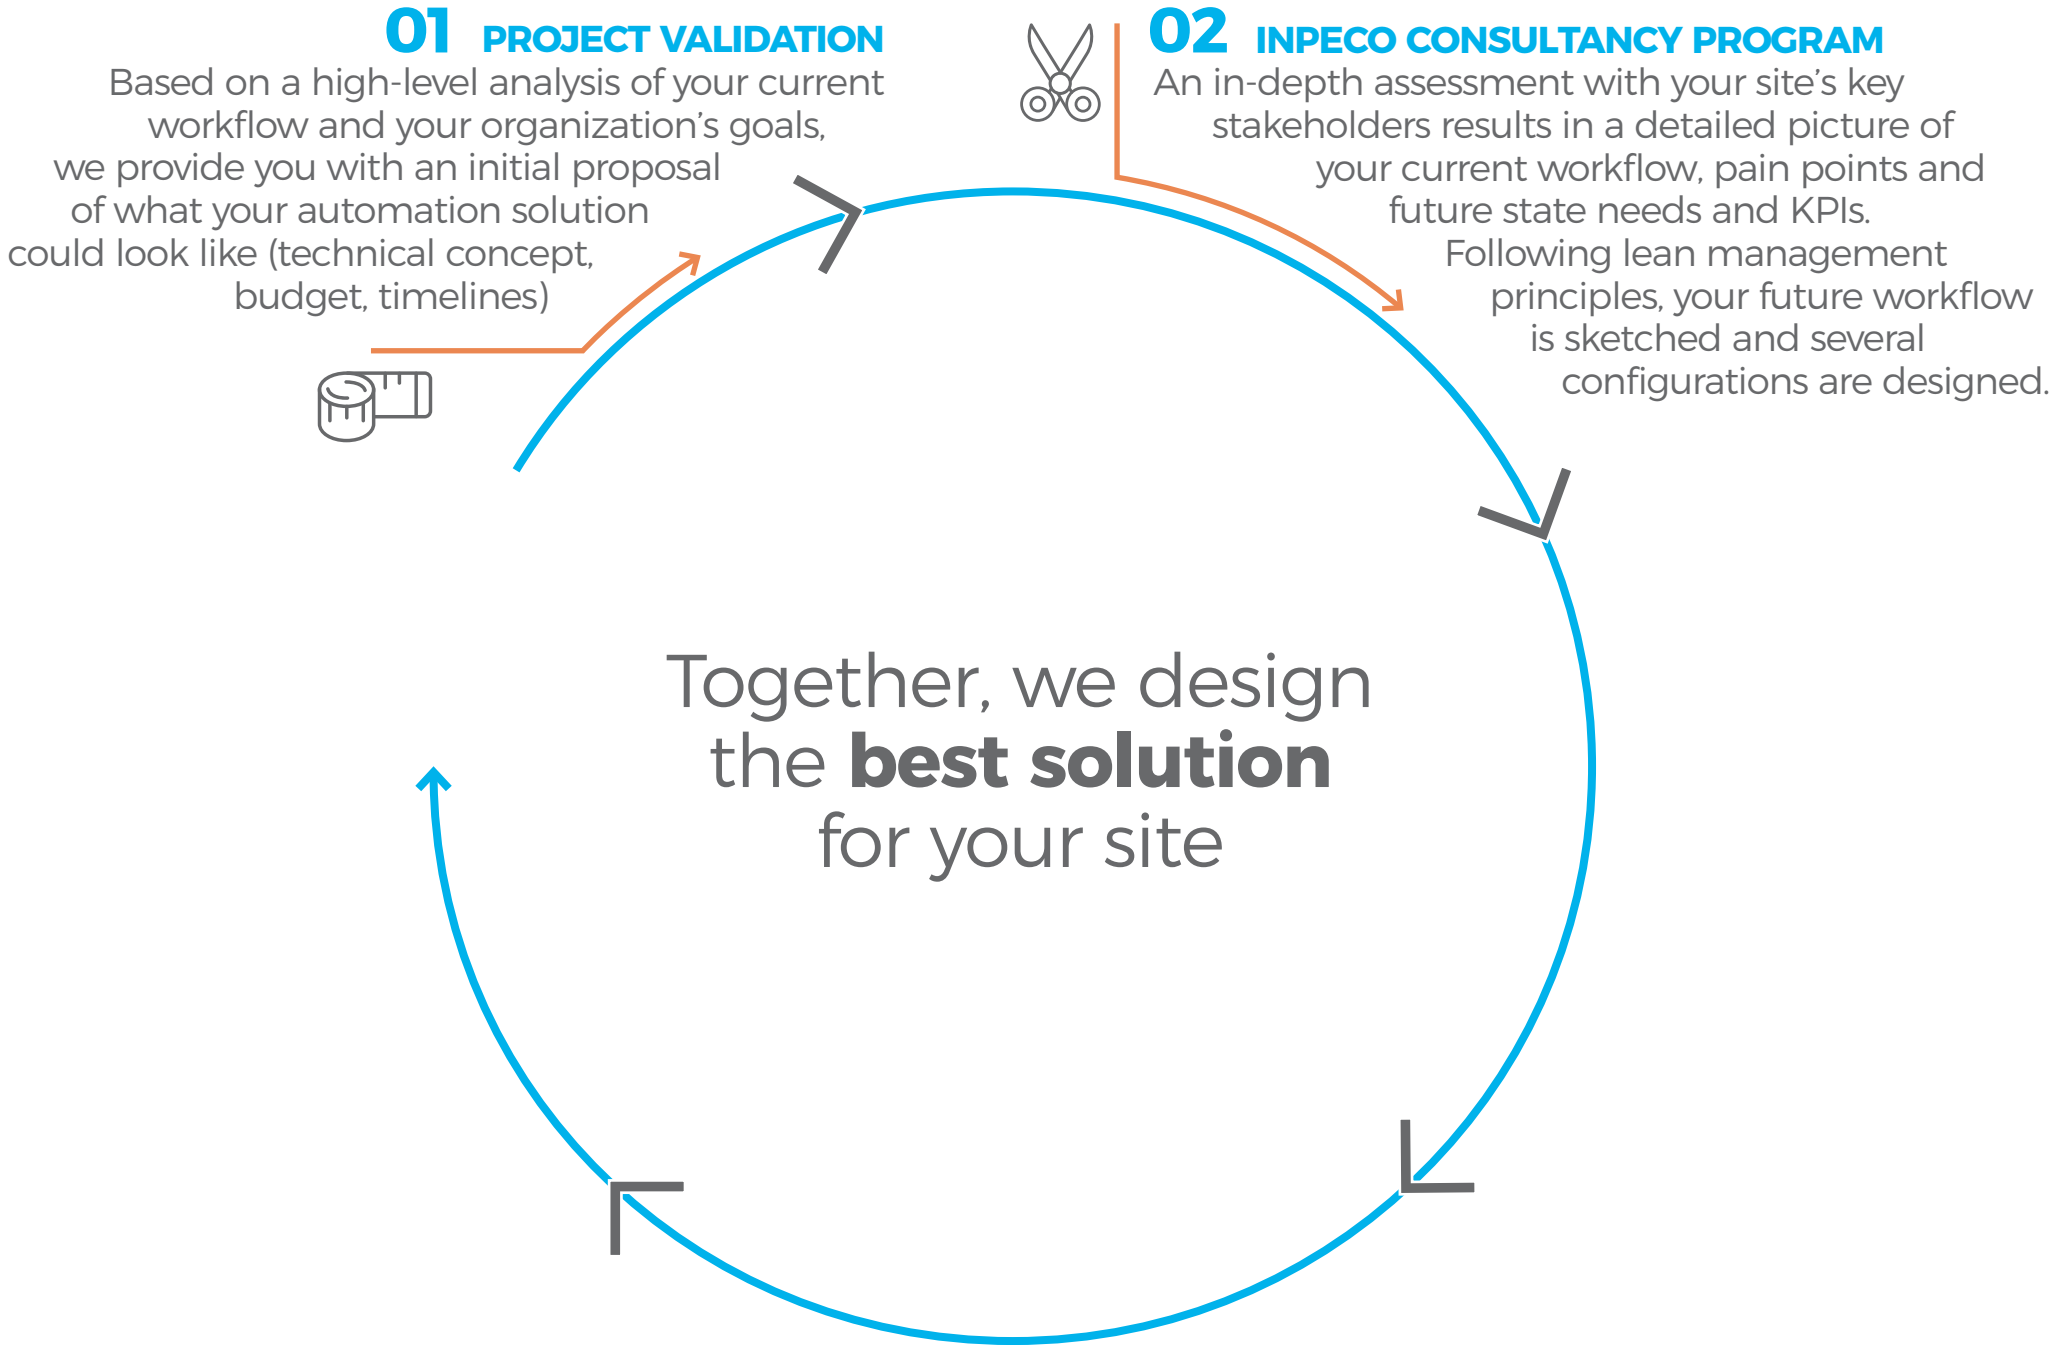 01 PROJECT VALIDATION
Based on a high-level analysis of your current
workflow and your organization’s goals,
we provide you with an initial proposal
of what your automation solution
could look like (technical concept,
budget, timelines)
02 INPECO CONSULTANCY PROGRAM
An in-depth assessment with your site’s key
stakeholders results in a detailed picture of
your current workflow, pain points and
future state needs and KPIs.
Following lean management
principles, your future workflow
is sketched and several
configurations are designed.
Together, we design
the best solution
for your site